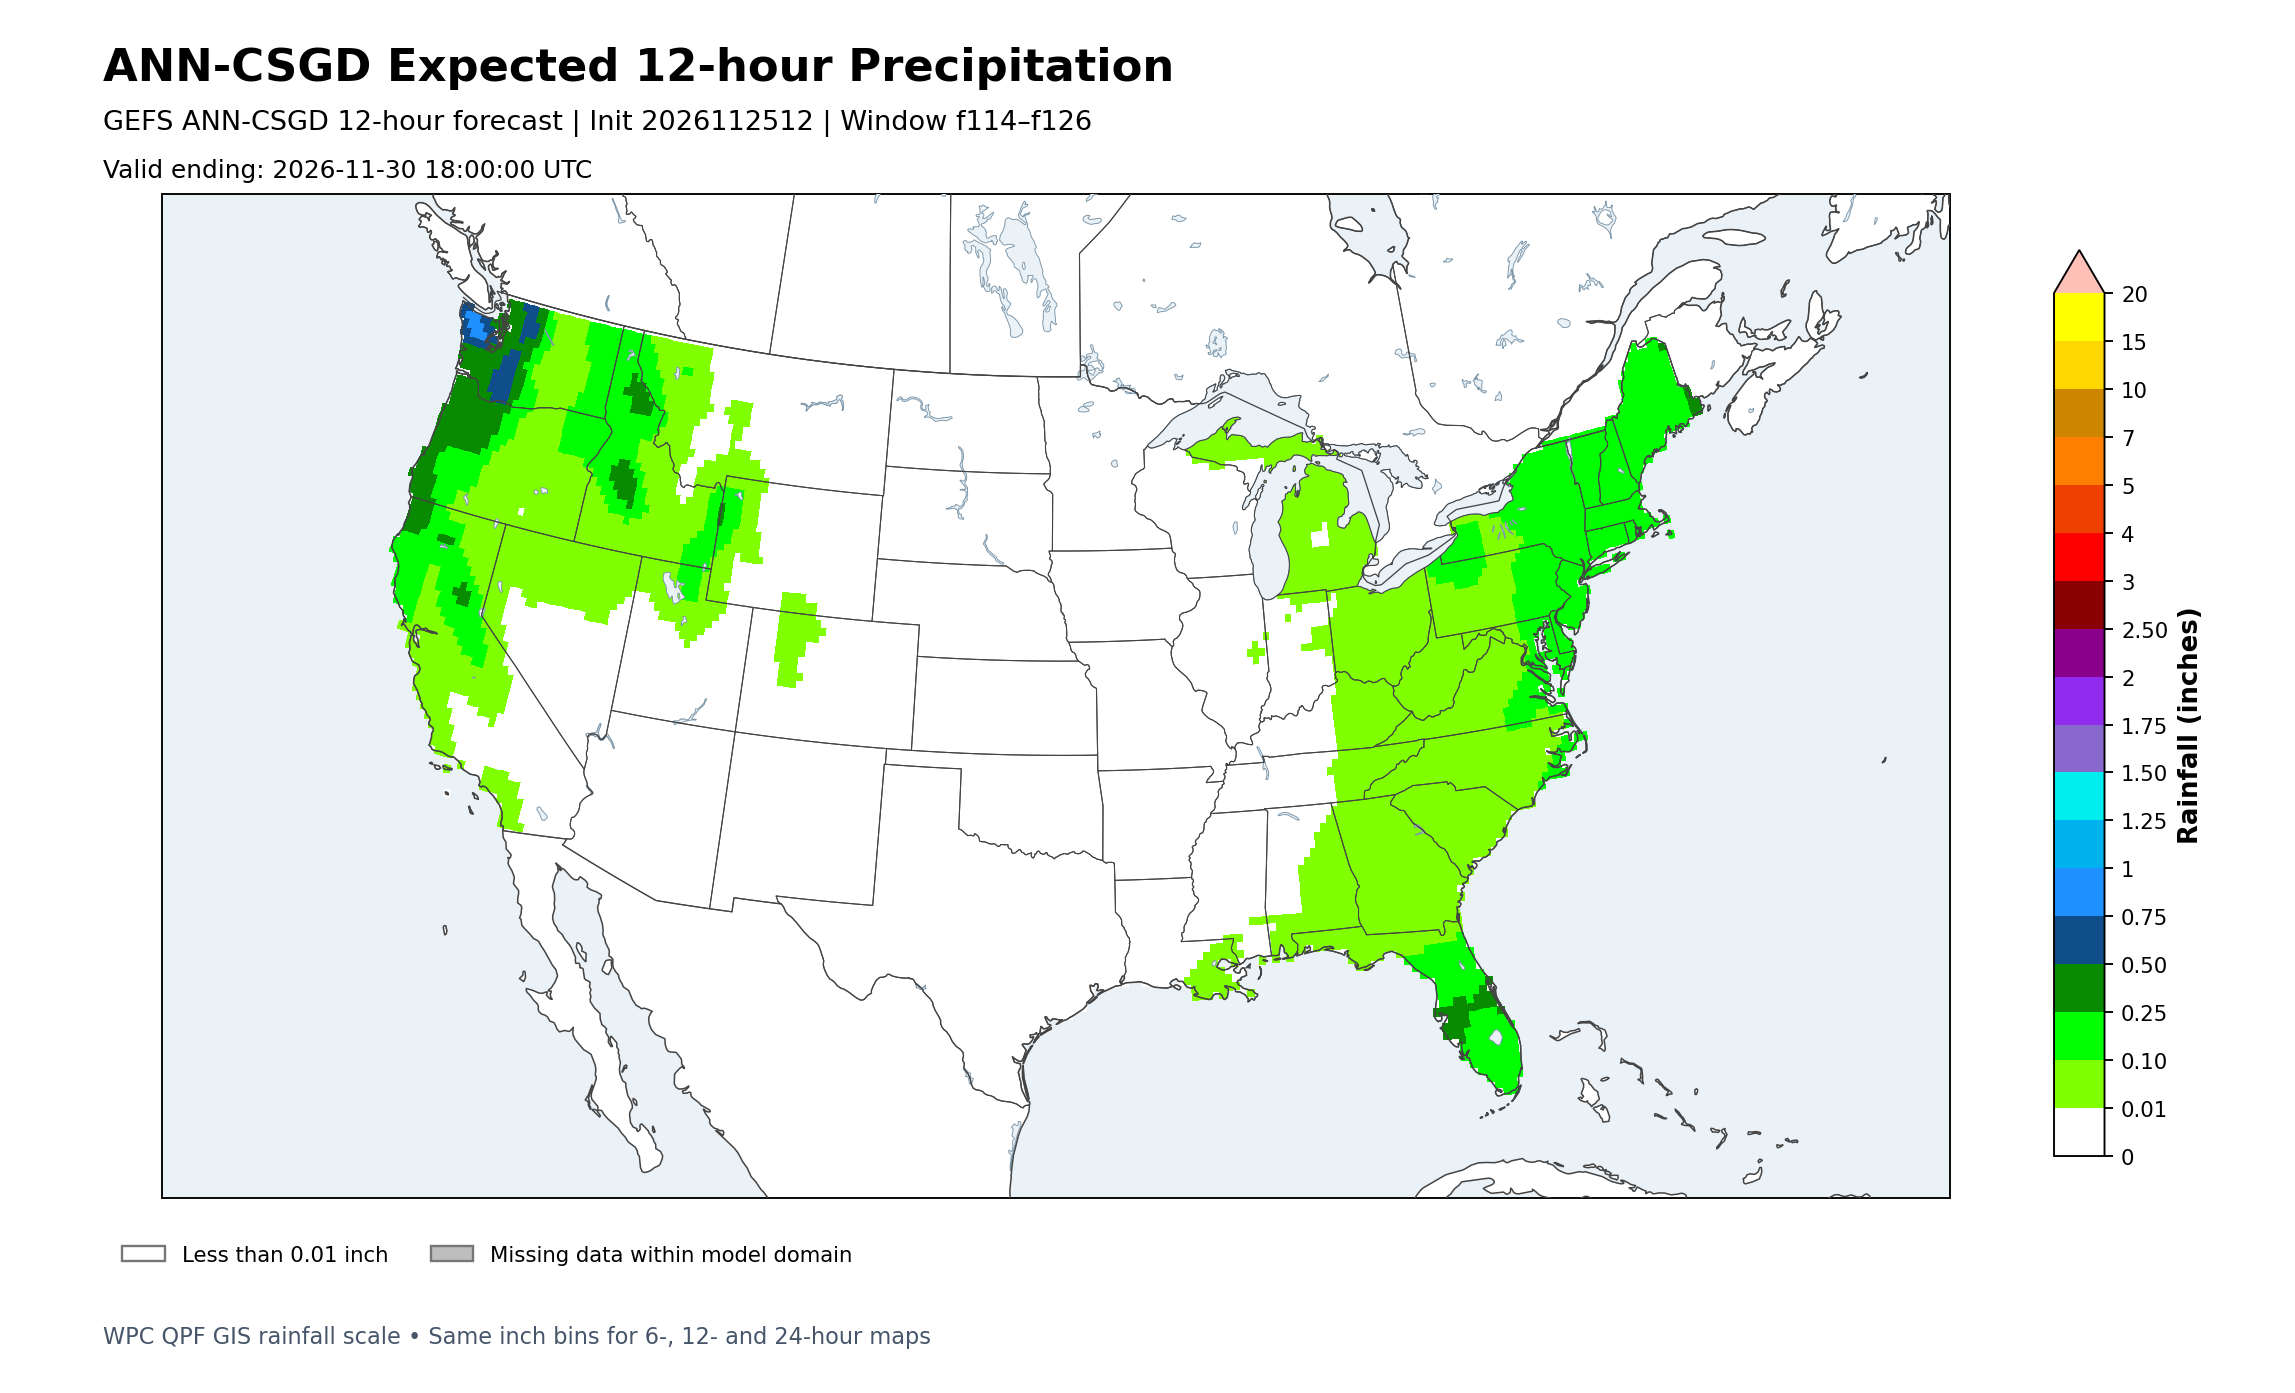 ANN-CSGD Expected 12-hour Precipitation
GEFS ANN-CSGD 12-hour forecast | Init 2026112512 | Window f114–f126
Valid ending: 2026-11-30 18:00:00 UTC
20
15
10
7
5
4
3
2.50
2
1.75
1.50
1.25
1
0.75
0.50
0.25
0.10
0.01
0
Rainfall (inches)
Less than 0.01 inch
Missing data within model domain
WPC QPF GIS rainfall scale • Same inch bins for 6-, 12- and 24-hour maps